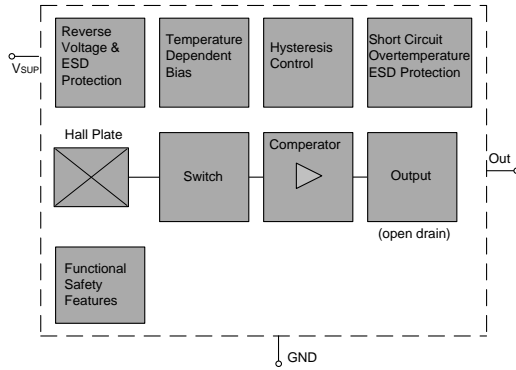 Reverse
Voltage &
ESD
Protection
Temperature
Dependent
Bias
Hysteresis
Control
Short Circuit
Overtemperature
ESD Protection
VSUP
Hall Plate
Switch
Comperator
Output
Out
(open drain)
Functional
Safety
Features
GND